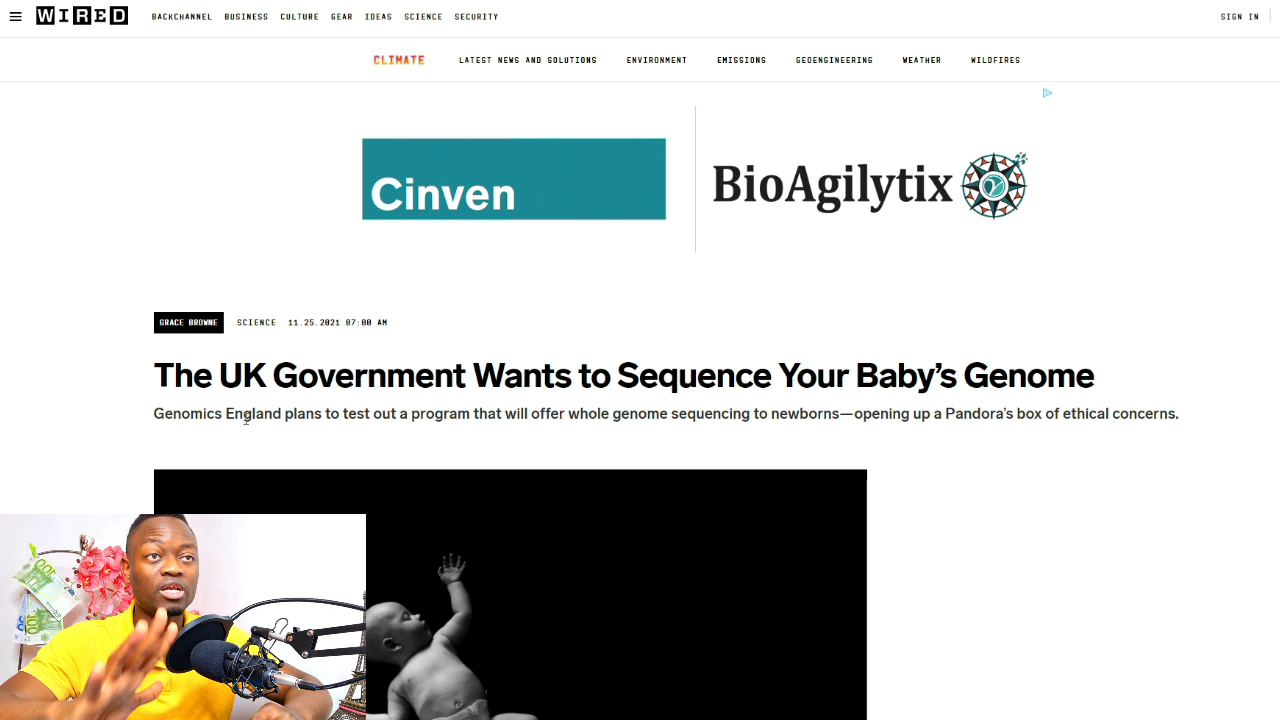 WIRED
BACKCHANNEL BUSINESS CULTURE GEAR IDEAS SCIENCE SECURITY
SIGN IN
CLIMATE LATEST NEWS AND SOLUTIONS ENVIRONMENT EMISSIONS GEOENGINEERING WEATHER WILDFIRES
Cinven
BioAgilytix
GRACE BROWNE SCIENCE 11.25.2021 07:00 AM
The UK Government Wants to Sequence Your Baby’s Genome
Genomics England plans to test out a program that will offer whole genome sequencing to newborns—opening up a Pandora’s box of ethical concerns.
100
100